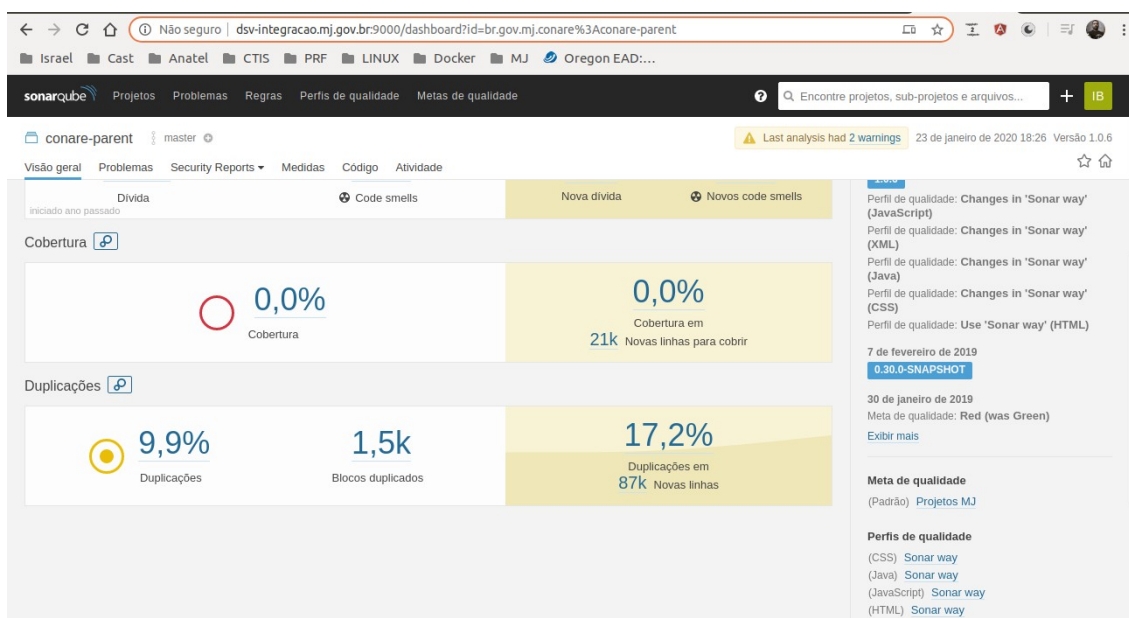 Não seguro | dsv-integracao.mj.gov.br:9000/dashboard?id=br.gov.mj.conare%3Aconare-parent
Israel Cast Anatel CTIS PRF LINUX Docker MJ Oregon EAD:...
sonarqube Projetos Problemas Regras Perfis de qualidade Metas de qualidade ? Encontre projetos, sub-projetos e arquivos... + IB
conare-parent master Last analysis had 2 warnings 23 de janeiro de 2020 18:26 Versão 1.0.6
Visão geral Problemas Security Reports Medidas Código Atividade
Dívida Code smells Nova dívida Novos code smells
iniciado ano passado
Cobertura
0,0% 0,0%
Cobertura Cobertura em
21k Novas linhas para cobrir
Duplicações
9,9% 1,5k 17,2%
Duplicações Blocos duplicados Duplicações em
87k Novas linhas
Perfil de qualidade: Changes in 'Sonar way'
(JavaScript)
Perfil de qualidade: Changes in 'Sonar way'
(XML)
Perfil de qualidade: Changes in 'Sonar way'
(Java)
Perfil de qualidade: Changes in 'Sonar way'
(CSS)
Perfil de qualidade: Use 'Sonar way' (HTML)
7 de fevereiro de 2019
0.30.0-SNAPSHOT
30 de janeiro de 2019
Meta de qualidade: Red (was Green)
Exibir mais
Meta de qualidade
(Padrão) Projetos MJ
Perfis de qualidade
(CSS) Sonar way
(Java) Sonar way
(JavaScript) Sonar way
(HTML) Sonar way